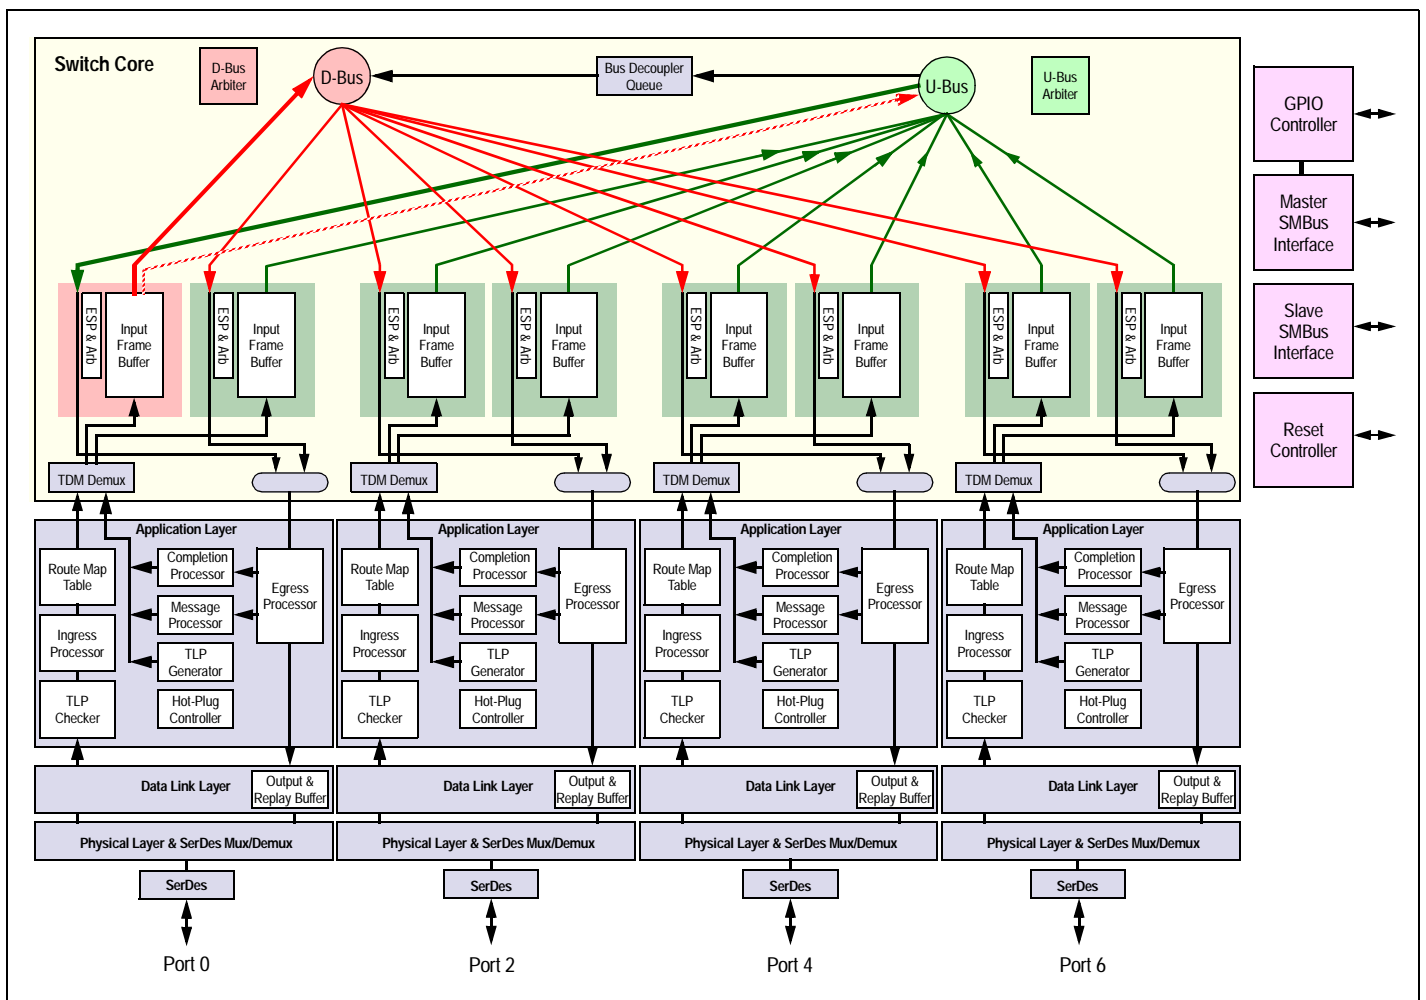 Switch Core
D-Bus
Arbiter
D-Bus
Bus Decoupler
Queue
U-Bus
U-Bus
Arbiter
GPIO
Controller
Master
SMBus
Interface
Slave
SMBus
Interface
Reset
Controller
ESP & Arb
Input
Frame
Buffer
ESP & Arb
Input
Frame
Buffer
ESP & Arb
Input
Frame
Buffer
ESP & Arb
Input
Frame
Buffer
ESP & Arb
Input
Frame
Buffer
ESP & Arb
Input
Frame
Buffer
ESP & Arb
Input
Frame
Buffer
ESP & Arb
Input
Frame
Buffer
TDM Demux
TDM Demux
TDM Demux
TDM Demux
Application Layer
Route Map
Table
Completion
Processor
Egress
Processor
Message
Processor
Ingress
Processor
TLP
Generator
TLP
Checker
Hot-Plug
Controller
Application Layer
Route Map
Table
Completion
Processor
Egress
Processor
Message
Processor
Ingress
Processor
TLP
Generator
TLP
Checker
Hot-Plug
Controller
Application Layer
Route Map
Table
Completion
Processor
Egress
Processor
Message
Processor
Ingress
Processor
TLP
Generator
TLP
Checker
Hot-Plug
Controller
Application Layer
Route Map
Table
Completion
Processor
Egress
Processor
Message
Processor
Ingress
Processor
TLP
Generator
TLP
Checker
Hot-Plug
Controller
Data Link Layer
Output &
Replay Buffer
Data Link Layer
Output &
Replay Buffer
Data Link Layer
Output &
Replay Buffer
Data Link Layer
Output &
Replay Buffer
Physical Layer & SerDes Mux/Demux
Physical Layer & SerDes Mux/Demux
Physical Layer & SerDes Mux/Demux
Physical Layer & SerDes Mux/Demux
SerDes
SerDes
SerDes
SerDes
Port 0
Port 2
Port 4
Port 6